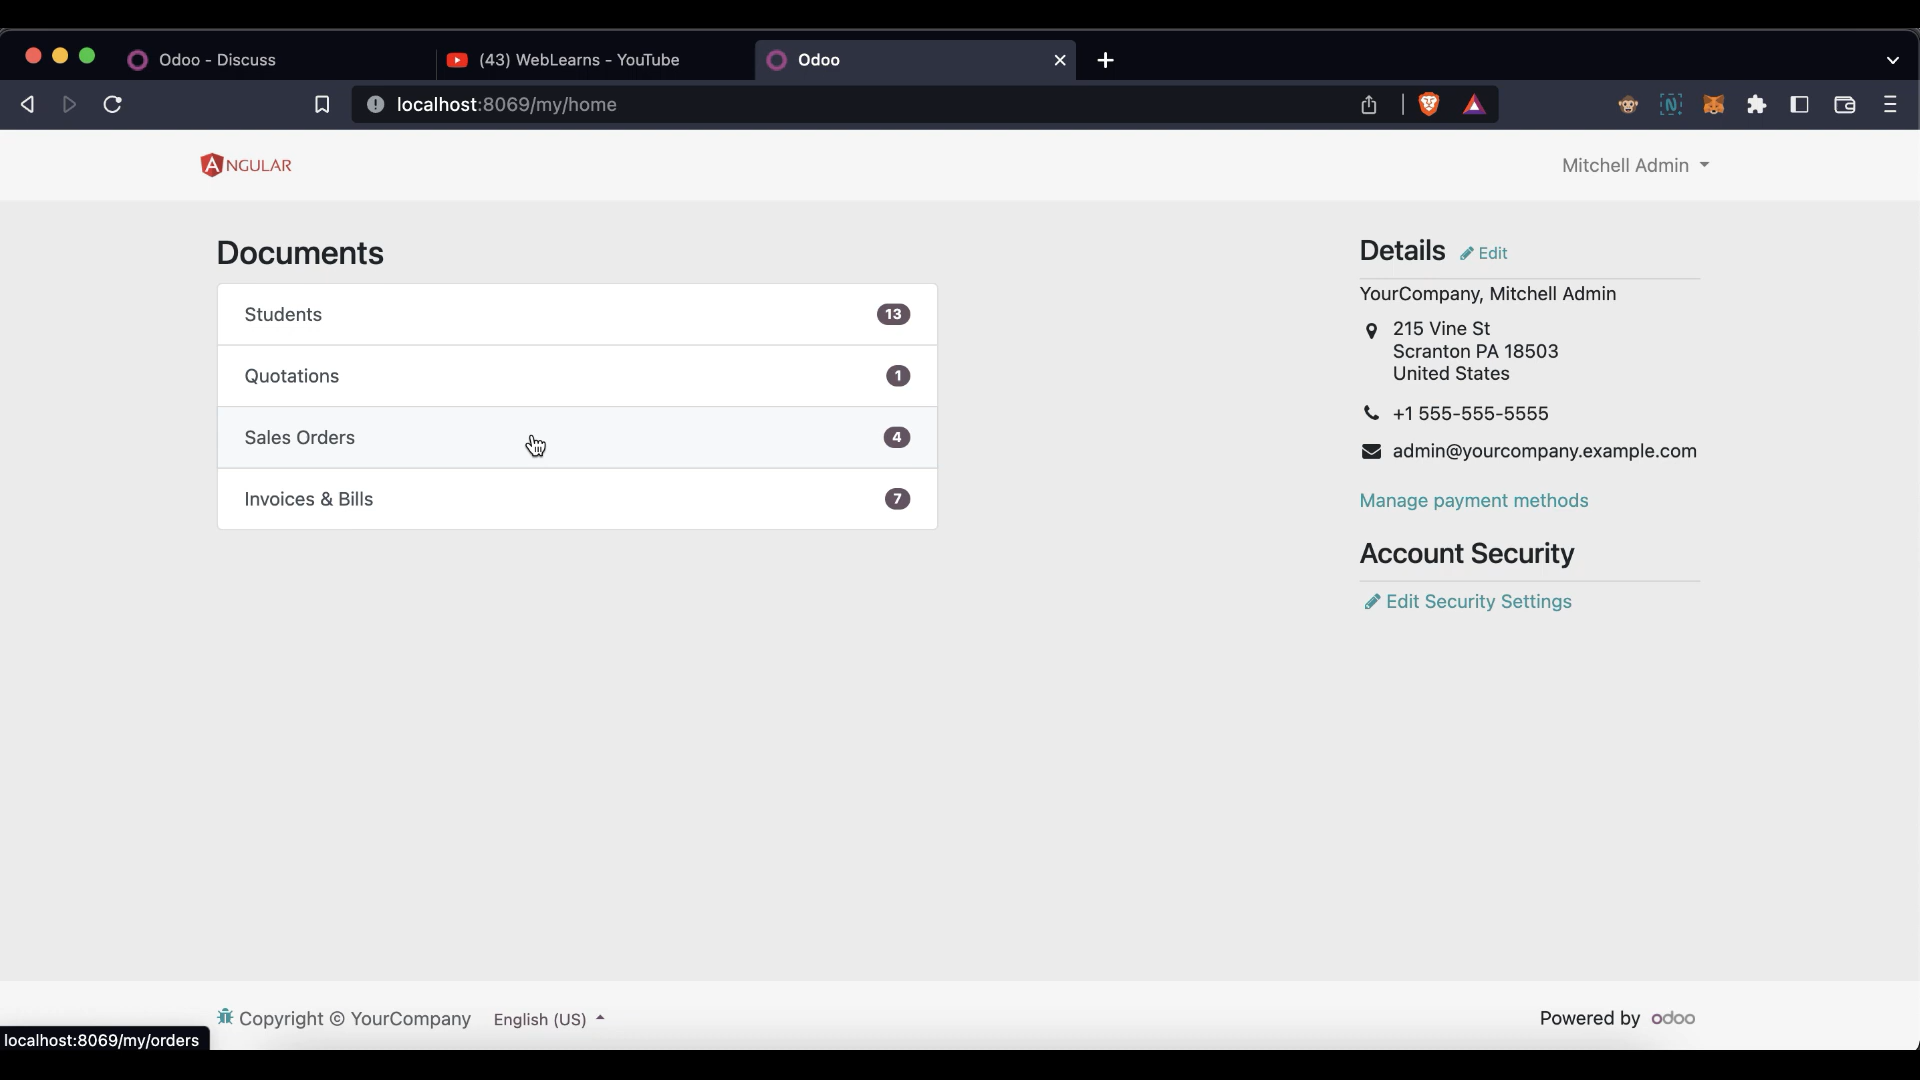 Odoo - Discuss
(43) WebLearns - YouTube
Odoo
localhost:8069/my/home
ANGULAR
Mitchell Admin
Documents
Students 13
Quotations 1
Sales Orders 4
Invoices & Bills 7
Details Edit
YourCompany, Mitchell Admin
215 Vine St
Scranton PA 18503
United States
+1 555-555-5555
admin@yourcompany.example.com
Manage payment methods
Account Security
Edit Security Settings
Copyright © YourCompany English (US)
Powered by odoo
localhost:8069/my/orders